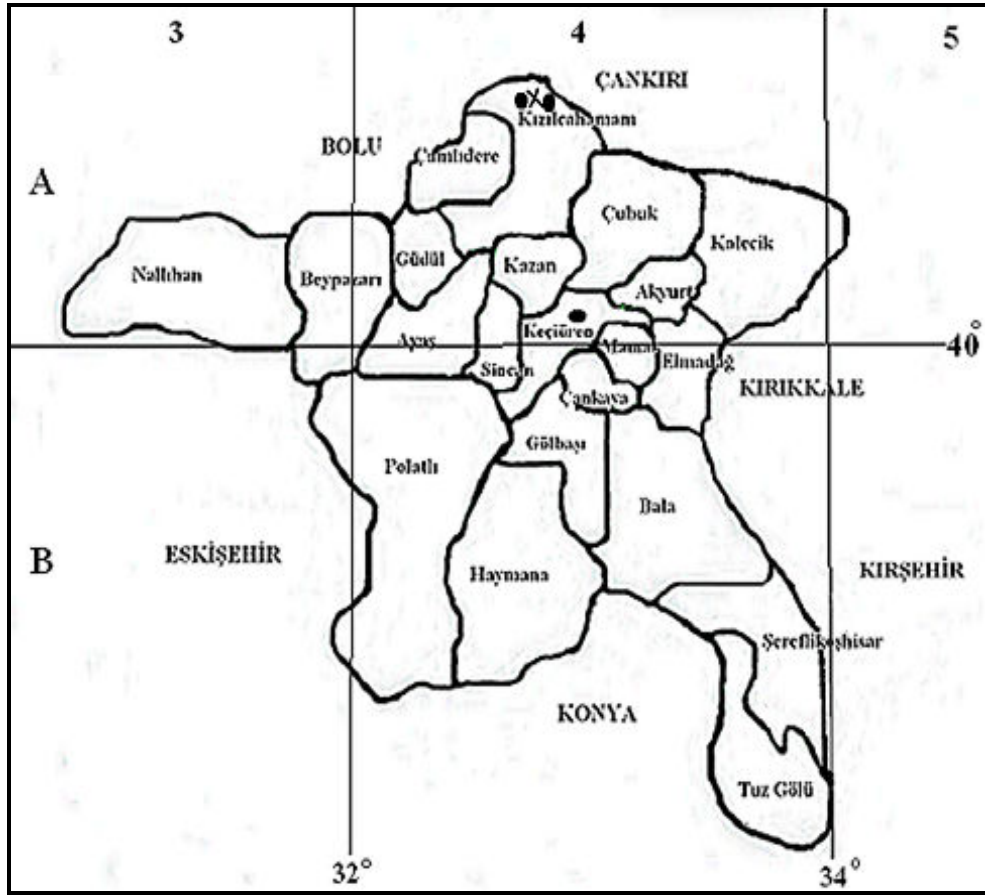 3 4 5
ÇANKIRI
X
Kızılcahamam
BOLU
Çamlıdere
A
Çubuk
Kalecik
Nallıhan
Beypazarı
Güdül
Kazan
Akyurt
Keçiören
40°
Ayaş
Mamak
Sincan
Elmadağ
KIRIKKALE
Çankaya
Gölbaşı
Polatlı
Bala
B
ESKİŞEHİR
KIRŞEHİR
Haymana
Şereflikoşhisar
KONYA
Tuz Gölü
32°
34°